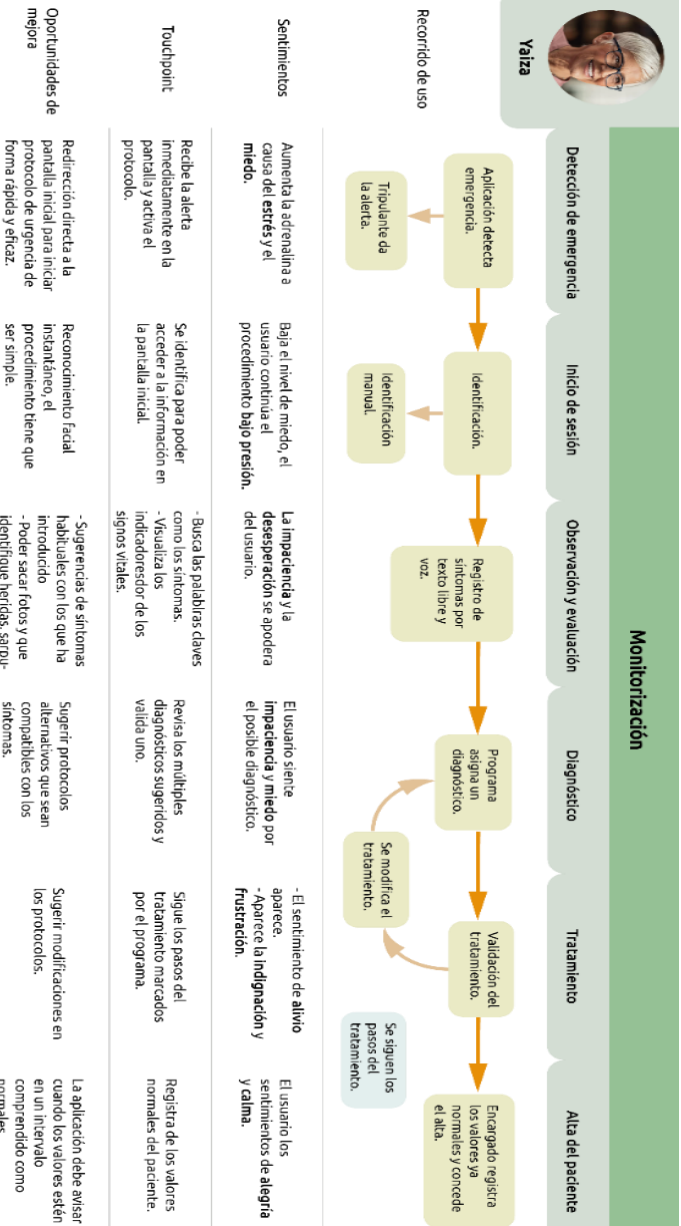 Monitorización
Yaiza
Detección de emergencia
Inicio de sesión
Observación y evaluación
Diagnóstico
Tratamiento
Alta del paciente
Recorrido de uso
Aplicación detecta
emergencia.
Tripulante da
la alerta.
Identificación.
Identificación
manual.
Registro de
síntomas por
texto libre y
voz.
Programa
asigna un
diagnóstico.
Se modifica el
tratamiento.
Validación del
tratamiento.
Se siguen los
pasos del
tratamiento.
Encargado registra
los valores ya
normales y concede
el alta.
Sentimientos
Aumenta la adrenalina a
causa del estrés y el
miedo.
Baja el nivel de miedo, el
usuario continúa el
procedimiento bajo presión.
La impaciencia y la
desesperación se apodera
del usuario.
El usuario siente
impaciencia y miedo por
el posible diagnóstico.
- El sentimiento de alivio
aparece.
- Aparece la indignación y
frustración.
El usuario los
sentimientos de alegría
y calma.
Touchpoint
Recibe la alerta
inmediatamente en la
pantalla y activa el
protocolo.
Se identifica para poder
acceder a la información en
la pantalla inicial.
- Busca las palablras claves
como los síntomas.
- Visualiza los
indicadoresdor de los
signos vitales.
Revisa los múltiples
diagnósticos sugeridos y
valida uno.
Sigue los pasos del
tratamiento marcados
por el programa.
Registra de los valores
normales del paciente.
Oportunidades de
mejora
Redirección directa a la
pantalla inicial para iniciar
protocolo de urgencia de
forma rápida y eficaz.
Reconocimiento facial
instantáneo, el
procedimiento tiene que
ser simple.
- Sugerencias de síntomas
habituales con los que ha
introducido
- Poder sacar fotos y que
identifique heridas, sarpu-
Sugerir protocolos
alternativos que sean
compatibles con los
síntomas.
Sugerir modificaciones en
los protocolos.
La aplicación debe avisar
cuando los valores estén
en un intervalo
comprendido como
normales